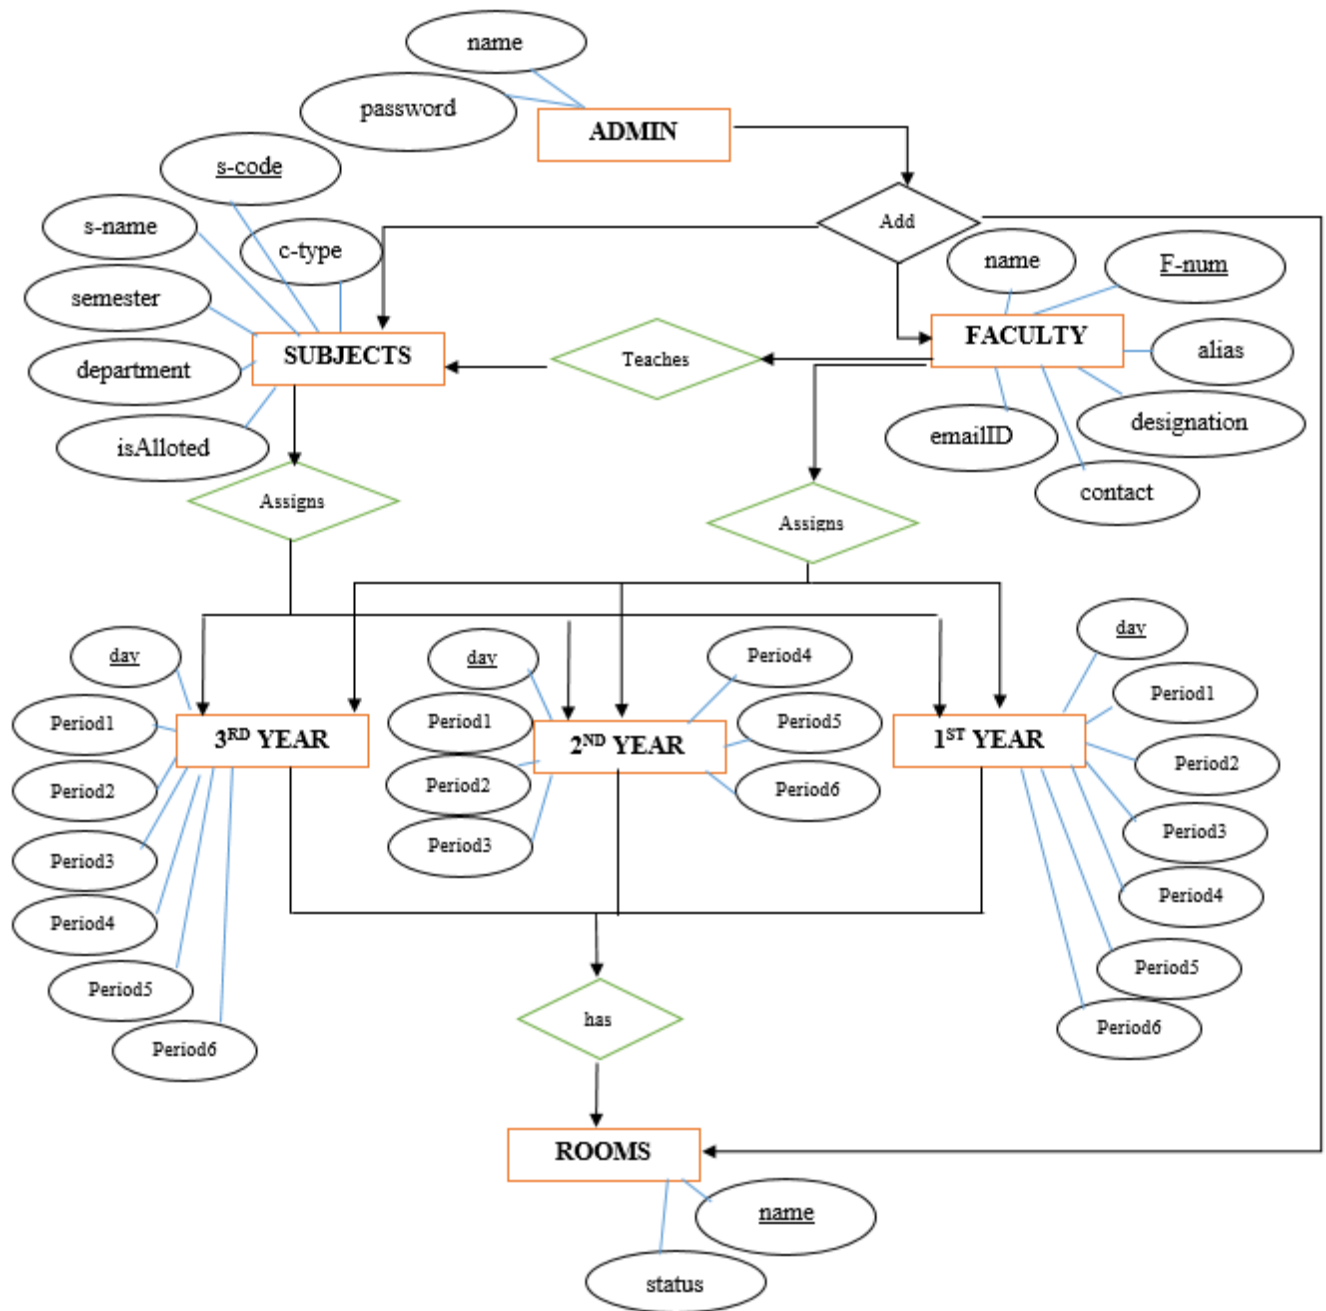 name
password
ADMIN
s-code
s-name
c-type
Add
name
F-num
semester
SUBJECTS
Teaches
FACULTY
alias
department
designation
emailID
isAlloted
contact
Assigns
Assigns
day
day
Period4
day
Period1
Period1
Period5
Period1
3RD YEAR
2ND YEAR
1ST YEAR
Period2
Period2
Period6
Period2
Period3
Period3
Period3
Period4
Period4
Period5
Period5
Period6
Period6
has
ROOMS
name
status